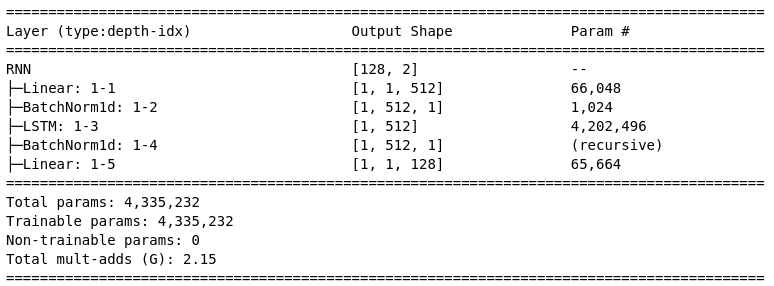 ==========================================================================================
Layer (type:depth-idx)                   Output Shape              Param #
==========================================================================================
RNN                                      [128, 2]                  --
├─Linear: 1-1                            [1, 1, 512]               66,048
├─BatchNorm1d: 1-2                       [1, 512, 1]               1,024
├─LSTM: 1-3                              [1, 512]                  4,202,496
├─BatchNorm1d: 1-4                       [1, 512, 1]               (recursive)
├─Linear: 1-5                            [1, 1, 128]               65,664
==========================================================================================
Total params: 4,335,232
Trainable params: 4,335,232
Non-trainable params: 0
Total mult-adds (G): 2.15
==========================================================================================